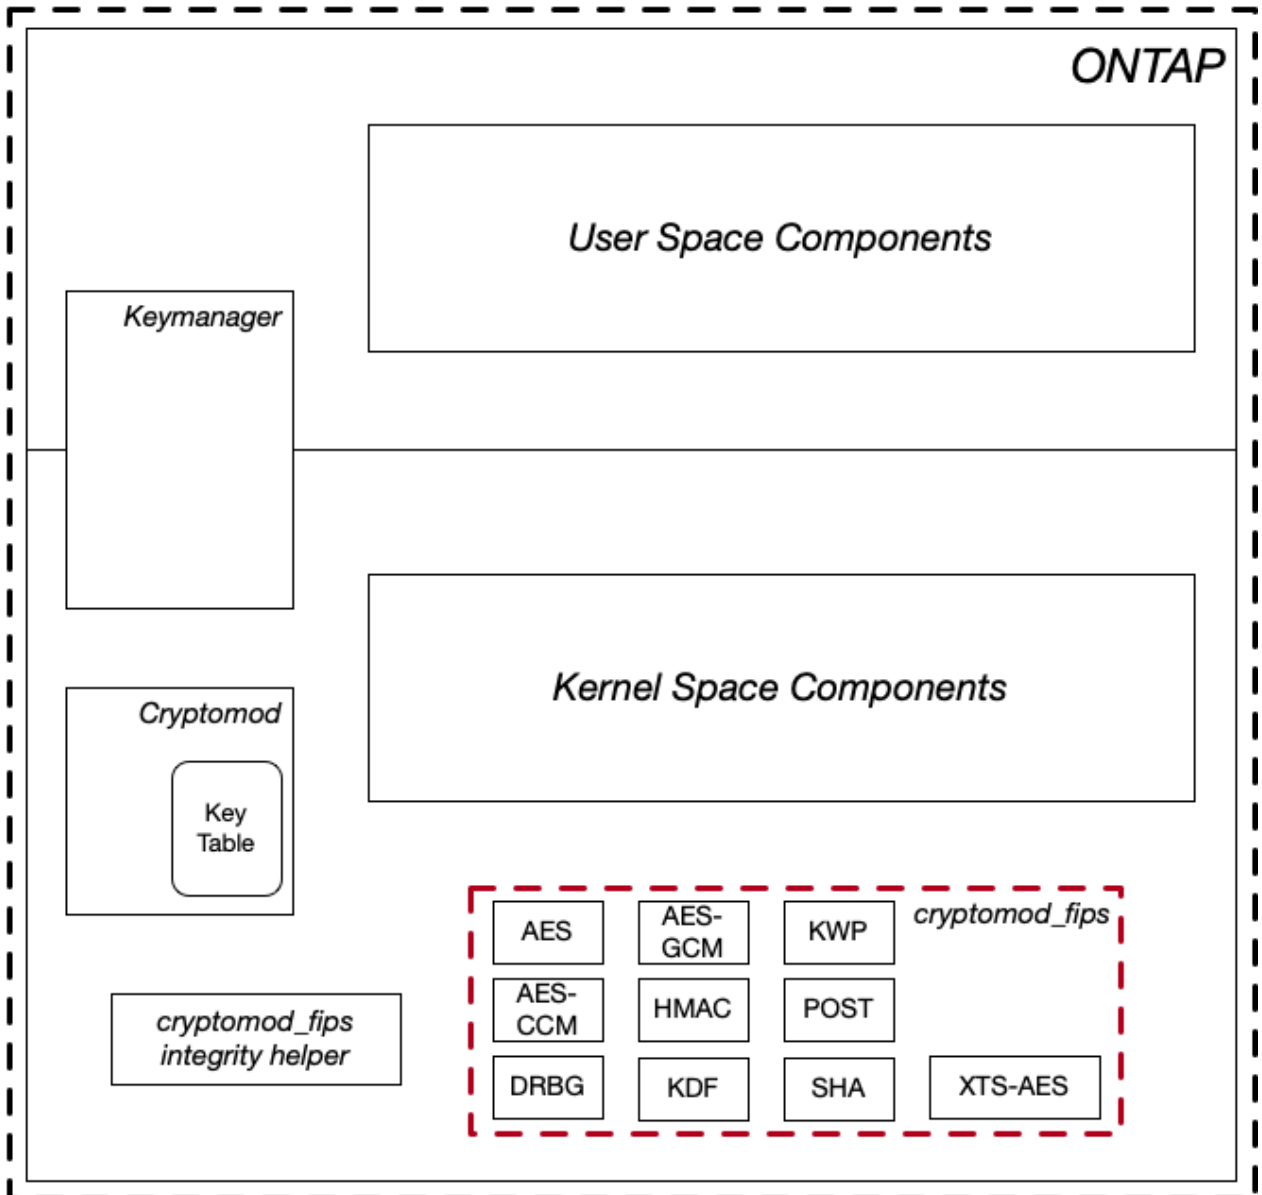 ONTAP
User Space Components
Keymanager
Kernel Space Components
Cryptomod
Key
Table
cryptomod_fips
AES
AES-
GCM
KWP
AES-
CCM
HMAC
POST
DRBG
KDF
SHA
XTS-AES
cryptomod_fips
integrity helper